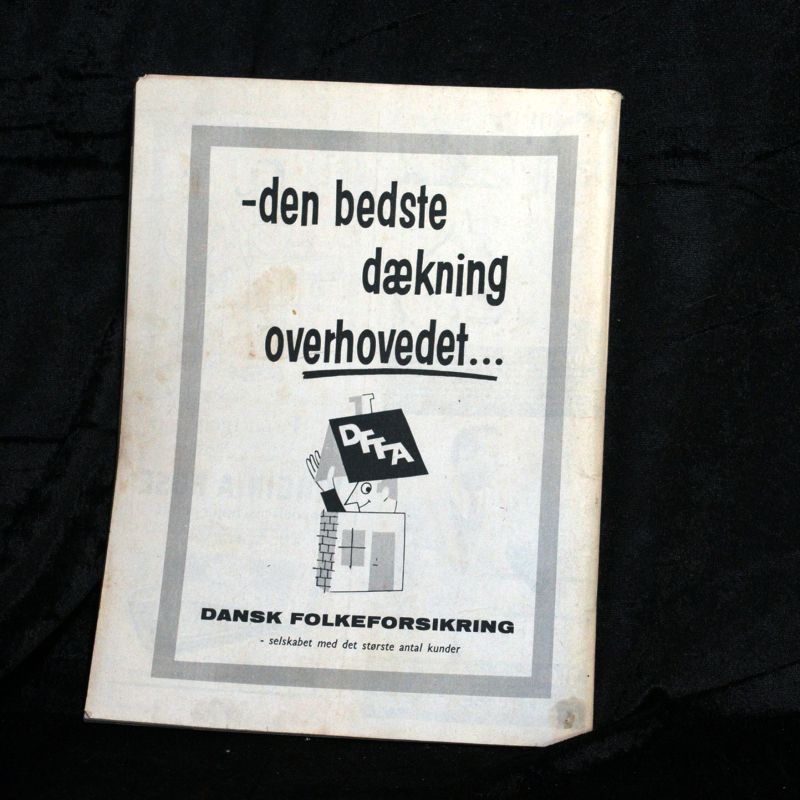 -den bedste
dækning
overhovedet...
DFFA
DANSK FOLKEFORSIKRING
- selskabet med det største antal kunder